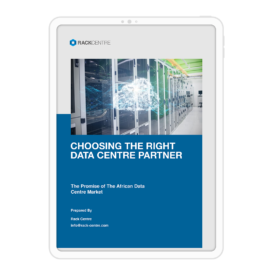 RACKCENTRE
CHOOSING THE RIGHT
DATA CENTRE PARTNER
The Promise of The African Data
Centre Market
Prepared By
Rack Centre
info@rack-centre.com